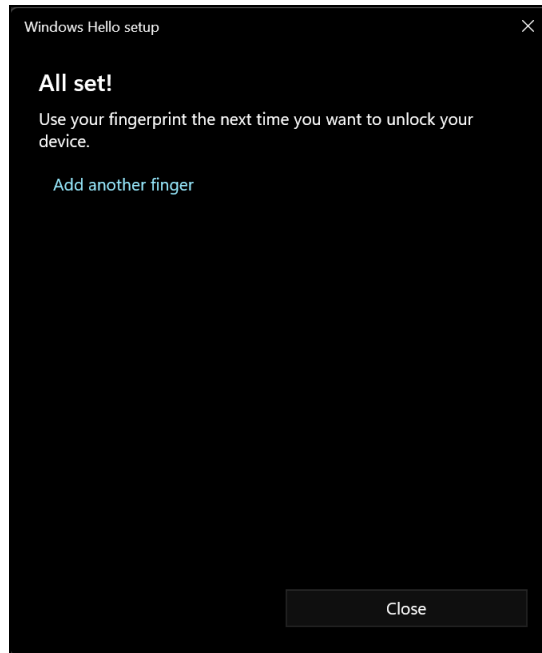 Windows Hello setup
All set!
Use your fingerprint the next time you want to unlock your
device.
Add another finger
Close